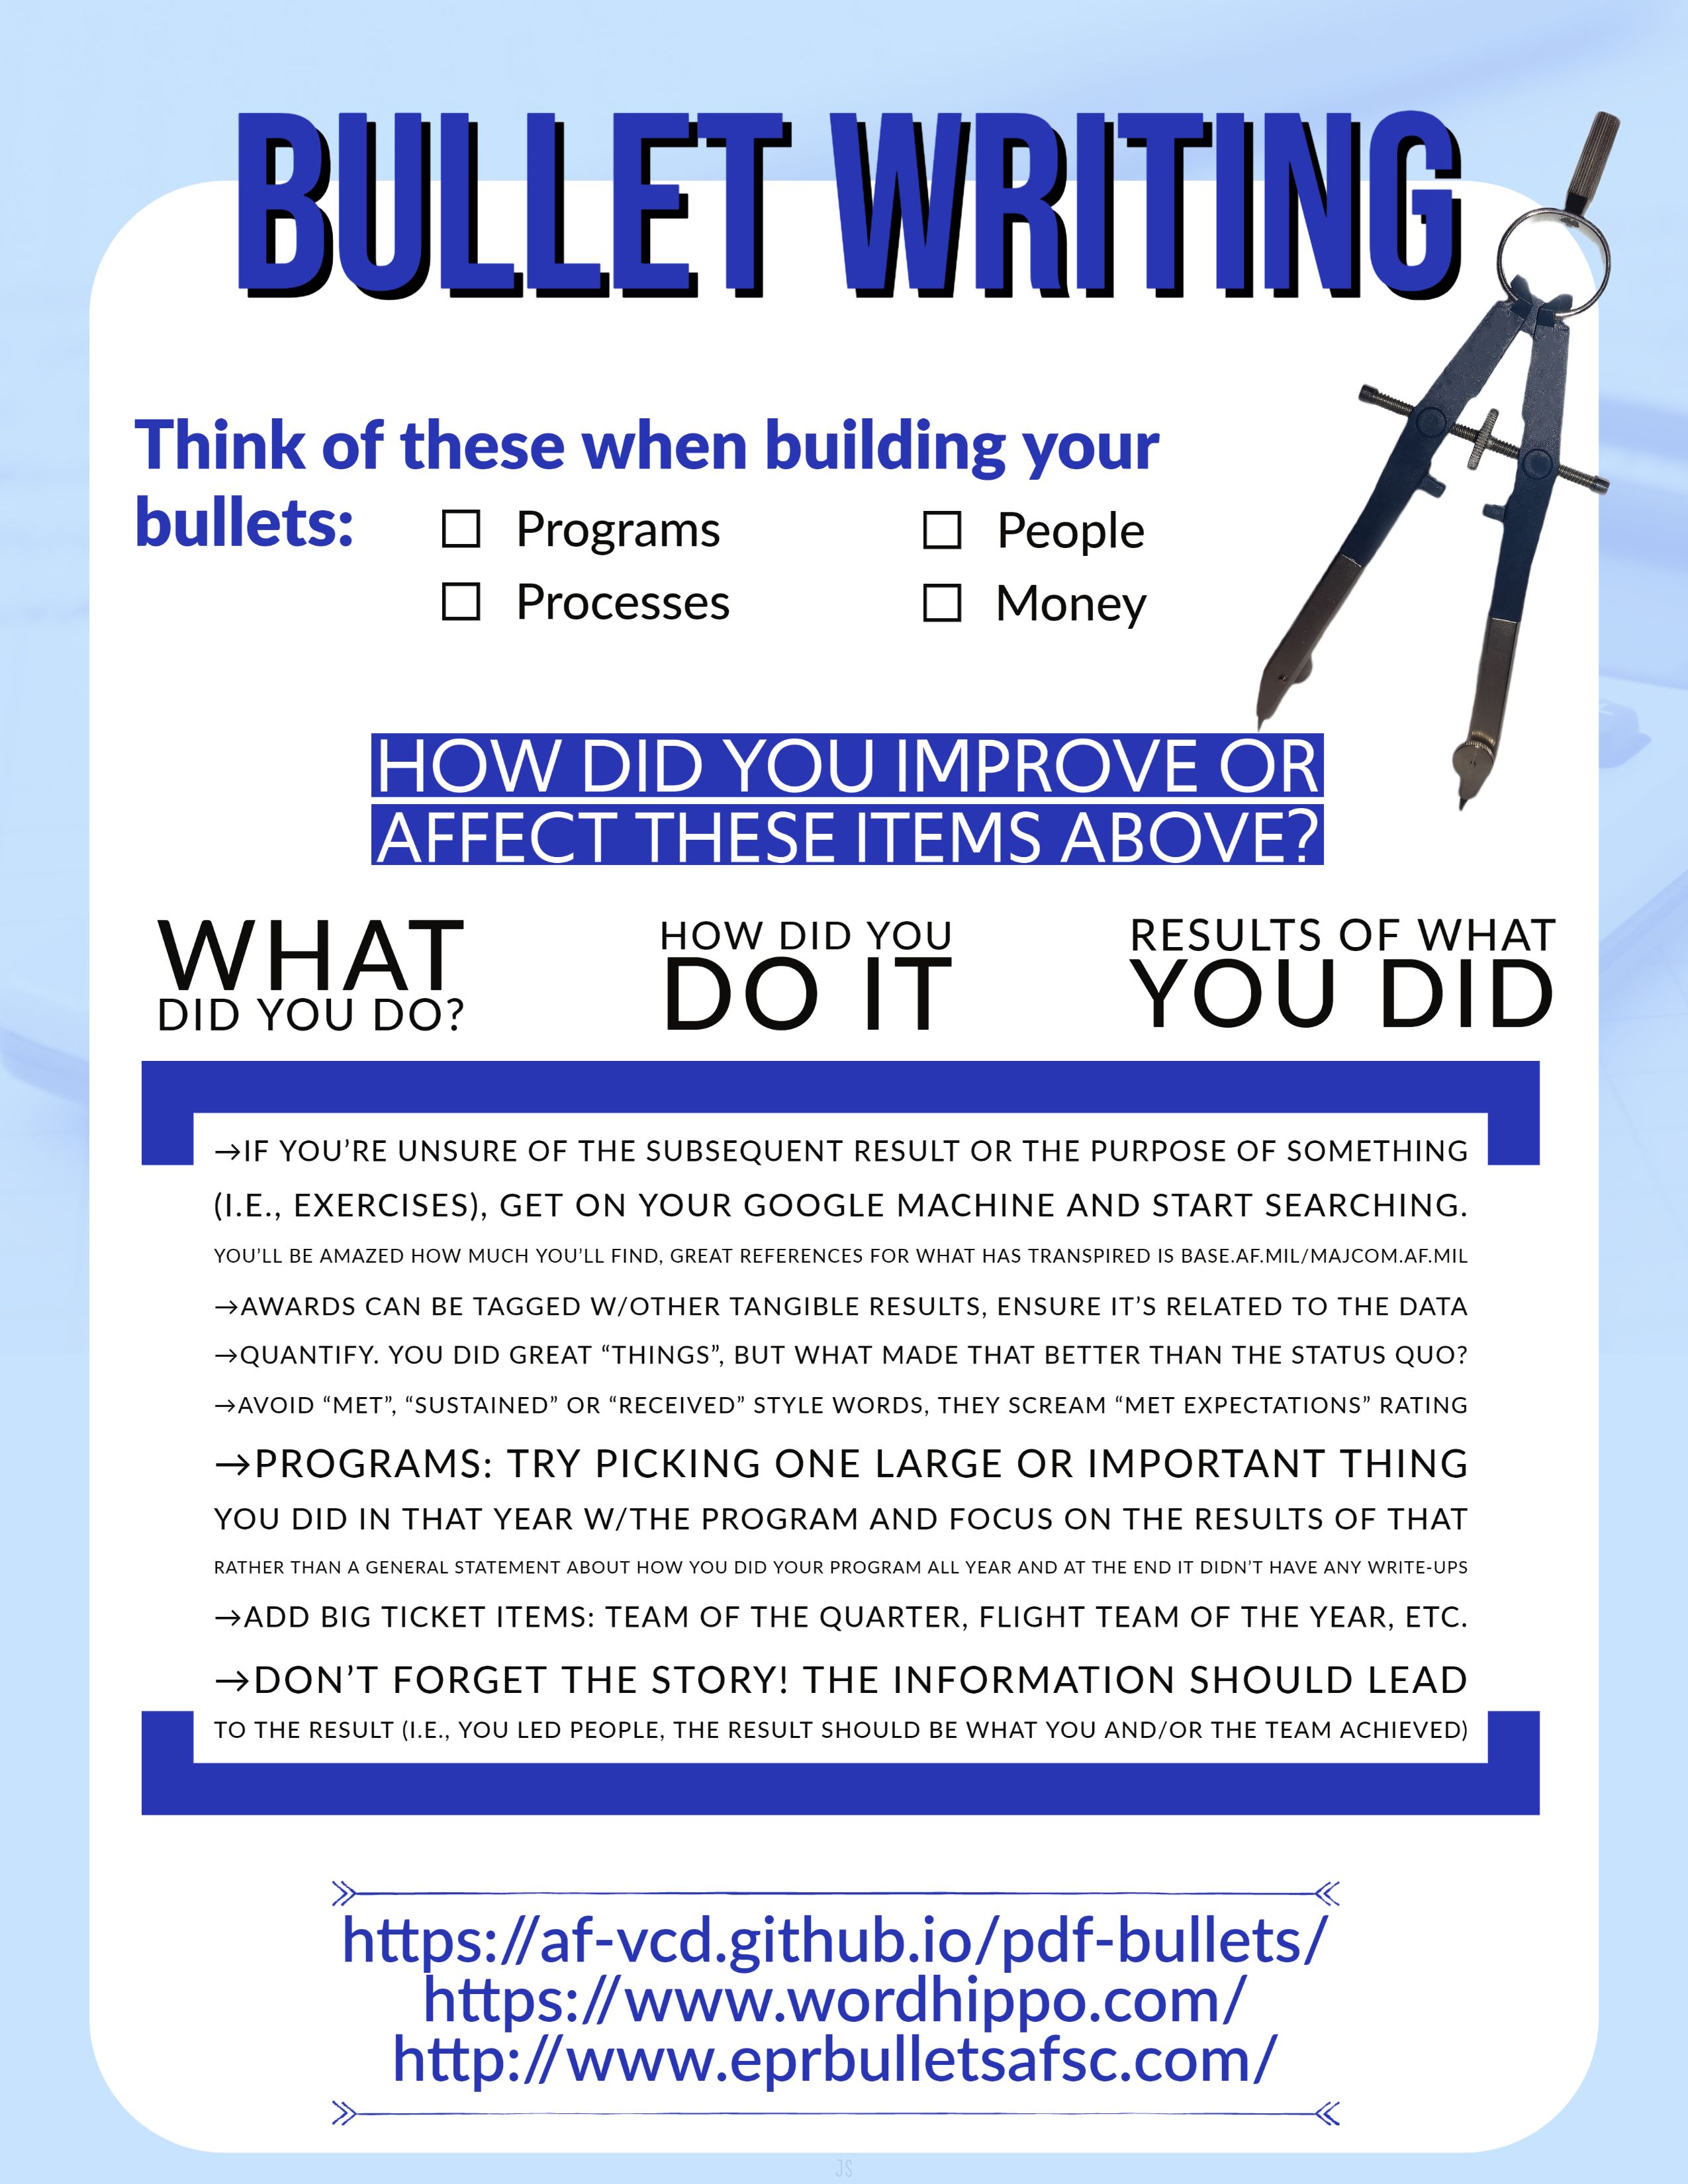 BULLET WRITING
Think of these when building your
bullets:
☐ Programs ☐ People
☐ Processes ☐ Money
HOW DID YOU IMPROVE OR
AFFECT THESE ITEMS ABOVE?
WHAT
DID YOU DO?
HOW DID YOU
DO IT
RESULTS OF WHAT
YOU DID
→IF YOU’RE UNSURE OF THE SUBSEQUENT RESULT OR THE PURPOSE OF SOMETHING
(I.E., EXERCISES), GET ON YOUR GOOGLE MACHINE AND START SEARCHING.
YOU’LL BE AMAZED HOW MUCH YOU’LL FIND, GREAT REFERENCES FOR WHAT HAS TRANSPIRED IS BASE.AF.MIL/MAJCOM.AF.MIL
→AWARDS CAN BE TAGGED W/OTHER TANGIBLE RESULTS, ENSURE IT’S RELATED TO THE DATA
→QUANTIFY. YOU DID GREAT “THINGS”, BUT WHAT MADE THAT BETTER THAN THE STATUS QUO?
→AVOID “MET”, “SUSTAINED” OR “RECEIVED” STYLE WORDS, THEY SCREAM “MET EXPECTATIONS” RATING
→PROGRAMS: TRY PICKING ONE LARGE OR IMPORTANT THING
YOU DID IN THAT YEAR W/THE PROGRAM AND FOCUS ON THE RESULTS OF THAT
RATHER THAN A GENERAL STATEMENT ABOUT HOW YOU DID YOUR PROGRAM ALL YEAR AND AT THE END IT DIDN’T HAVE ANY WRITE-UPS
→ADD BIG TICKET ITEMS: TEAM OF THE QUARTER, FLIGHT TEAM OF THE YEAR, ETC.
→DON’T FORGET THE STORY! THE INFORMATION SHOULD LEAD
TO THE RESULT (I.E., YOU LED PEOPLE, THE RESULT SHOULD BE WHAT YOU AND/OR THE TEAM ACHIEVED)
https://af-vcd.github.io/pdf-bullets/
https://www.wordhippo.com/
http://www.eprbulletsafsc.com/
JS